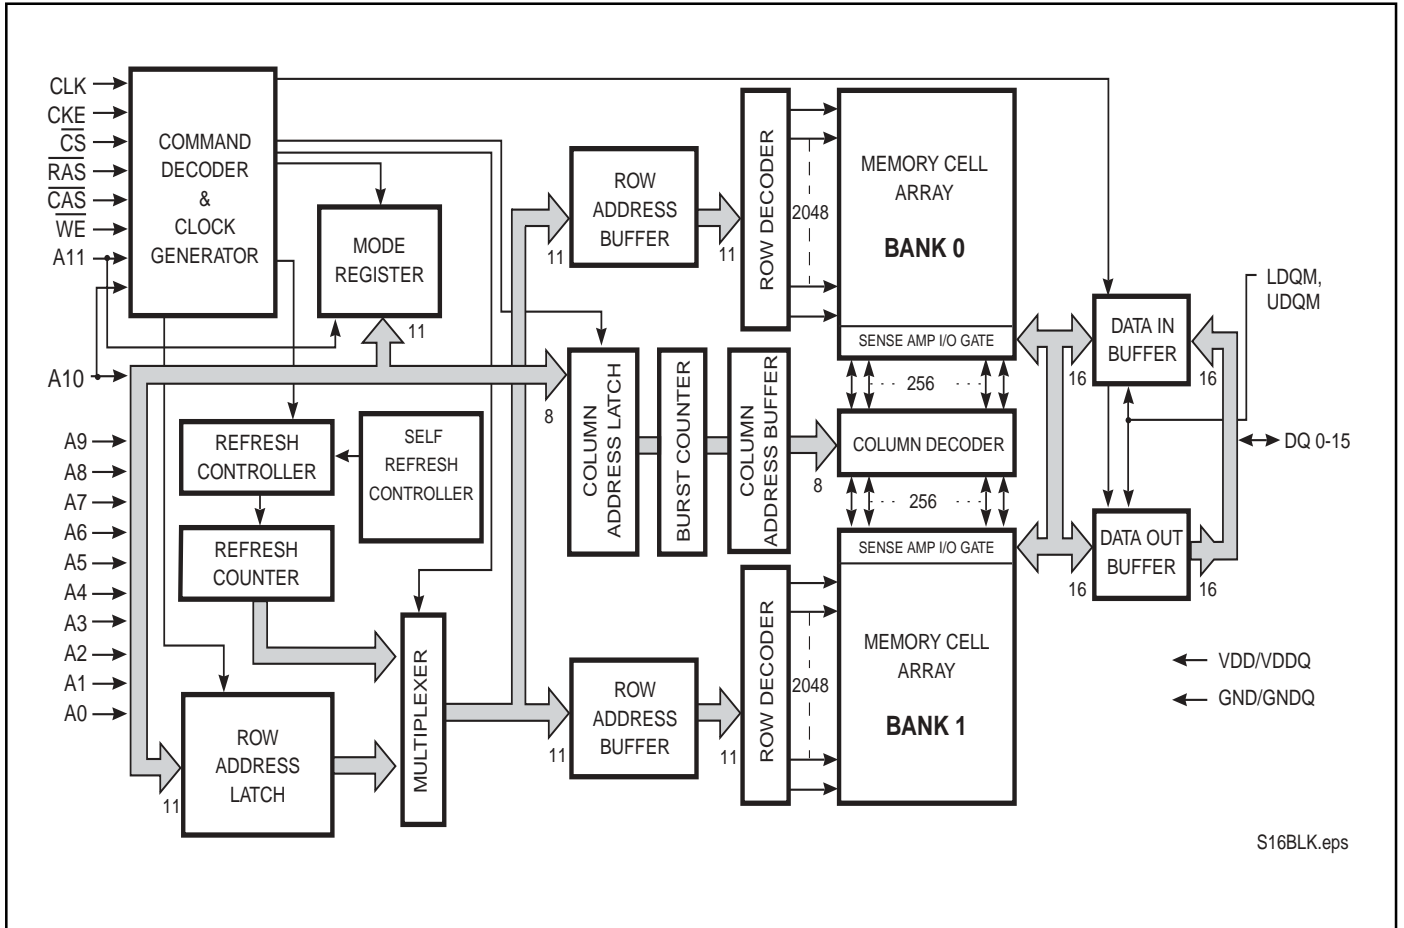 CLK
CKE
CS
RAS
CAS
WE
A11
A10
A9
A8
A7
A6
A5
A4
A3
A2
A1
A0
COMMAND
DECODER
&
CLOCK
GENERATOR
MODE
REGISTER
11
REFRESH
CONTROLLER
SELF
REFRESH
CONTROLLER
REFRESH
COUNTER
11
ROW
ADDRESS
LATCH
MULTIPLEXER
11
ROW
ADDRESS
BUFFER
11
ROW DECODER
2048
MEMORY CELL
ARRAY
BANK 0
SENSE AMP I/O GATE
256
8
COLUMN
ADDRESS LATCH
BURST COUNTER
COLUMN
ADDRESS BUFFER
8
COLUMN DECODER
256
SENSE AMP I/O GATE
MEMORY CELL
ARRAY
BANK 1
11
ROW
ADDRESS
BUFFER
11
ROW DECODER
2048
LDQM,
UDQM
DATA IN
BUFFER
16
16
DQ 0-15
DATA OUT
BUFFER
16
16
VDD/VDDQ
GND/GNDQ
S16BLK.eps